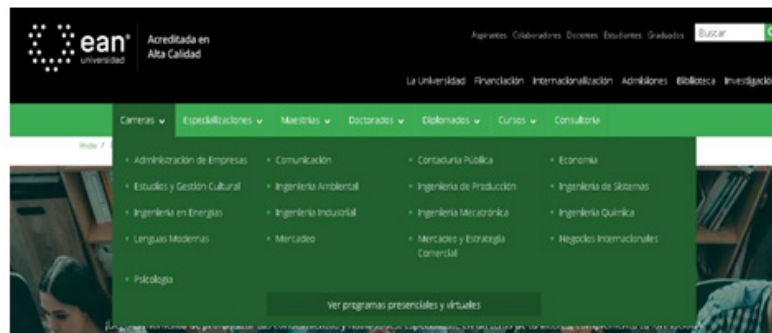 ean®
universidad
Acreditada en
Alta Calidad
Aspirantes Colaboradores Docentes Estudiantes Graduados
Buscar
La Universidad Financiación Internacionalización Admisiones Biblioteca Investigación
Carreras Especializaciones Maestrías Doctorados Diplomados Cursos Consultoría
Inicio /
Administración de Empresas Comunicación Contaduría Pública Economía
Estudios y Gestión Cultural Ingeniería Ambiental Ingeniería de Producción Ingeniería de Sistemas
Ingeniería en Energías Ingeniería Industrial Ingeniería Mecatrónica Ingeniería Química
Lenguas Modernas Mercadeo Mercadeo y Estrategia Comercial Negocios Internacionales
Psicología
Ver programas presenciales y virtuales